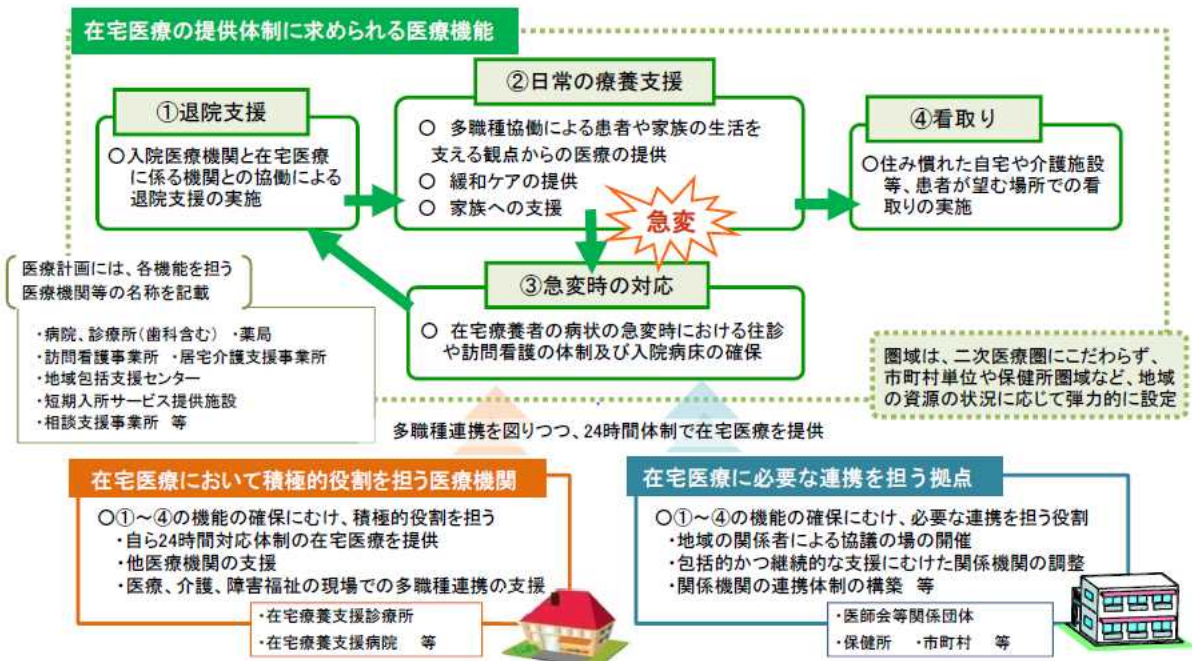 在宅医療の提供体制に求められる医療機能
①退院支援
○入院医療機関と在宅医療
に係る機関との協働による
退院支援の実施
②日常の療養支援
○ 多職種協働による患者や家族の生活を
支える観点からの医療の提供
○ 緩和ケアの提供
○ 家族への支援
急変
④看取り
○住み慣れた自宅や介護施設
等、患者が望む場所での看
取りの実施
③急変時の対応
○ 在宅療養者の病状の急変時における往診
や訪問看護の体制及び入院病床の確保
医療計画には、各機能を担う
医療機関等の名称を記載
・病院、診療所(歯科含む) ・薬局
・訪問看護事業所 ・居宅介護支援事業所
・地域包括支援センター
・短期入所サービス提供施設
・相談支援事業所 等
圏域は、二次医療圏にこだわらず、
市町村単位や保健所圏域など、地域
の資源の状況に応じて弾力的に設定
多職種連携を図りつつ、24時間体制で在宅医療を提供
在宅医療において積極的役割を担う医療機関
○①~④の機能の確保にむけ、積極的役割を担う
・自ら24時間対応体制の在宅医療を提供
・他医療機関の支援
・医療、介護、障害福祉の現場での多職種連携の支援
・在宅療養支援診療所
・在宅療養支援病院 等
在宅医療に必要な連携を担う拠点
○①~④の機能の確保にむけ、必要な連携を担う役割
・地域の関係者による協議の場の開催
・包括的かつ継続的な支援にむけた関係機関の調整
・関係機関の連携体制の構築 等
・医師会等関係団体
・保健所 ・市町村 等